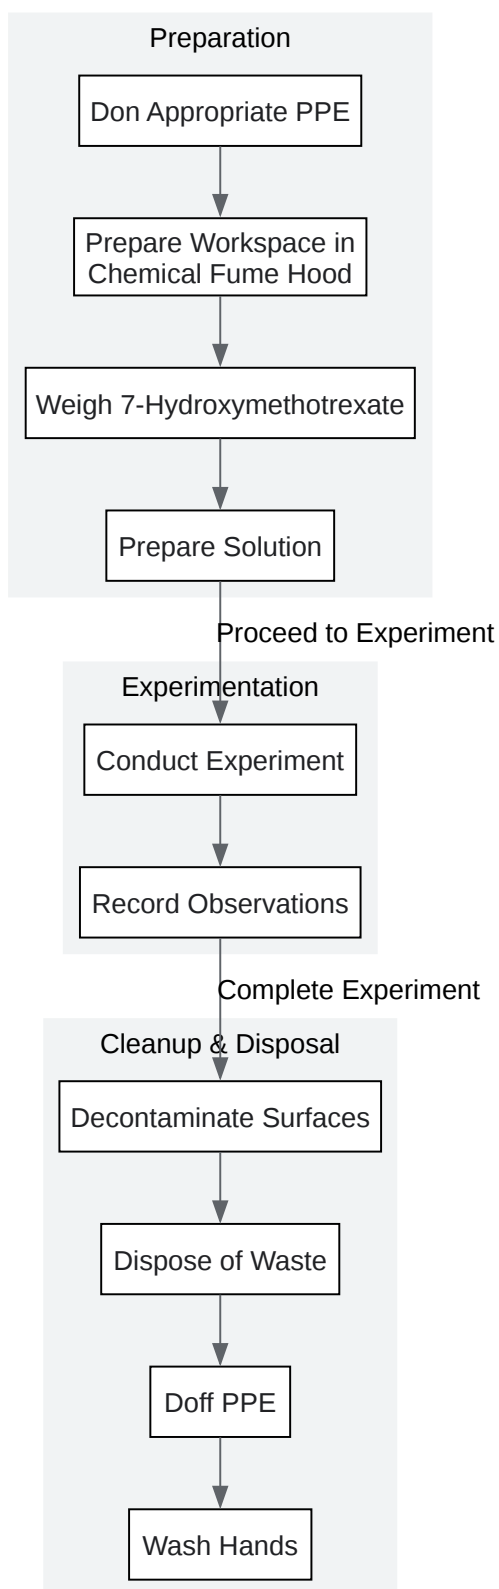 Preparation
Don Appropriate PPE
Prepare Workspace in
Chemical Fume Hood
Weigh 7-Hydroxymethotrexate
Prepare Solution
Proceed to Experiment
Experimentation
Conduct Experiment
Record Observations
Complete Experiment
Cleanup & Disposal
Decontaminate Surfaces
Dispose of Waste
Doff PPE
Wash Hands